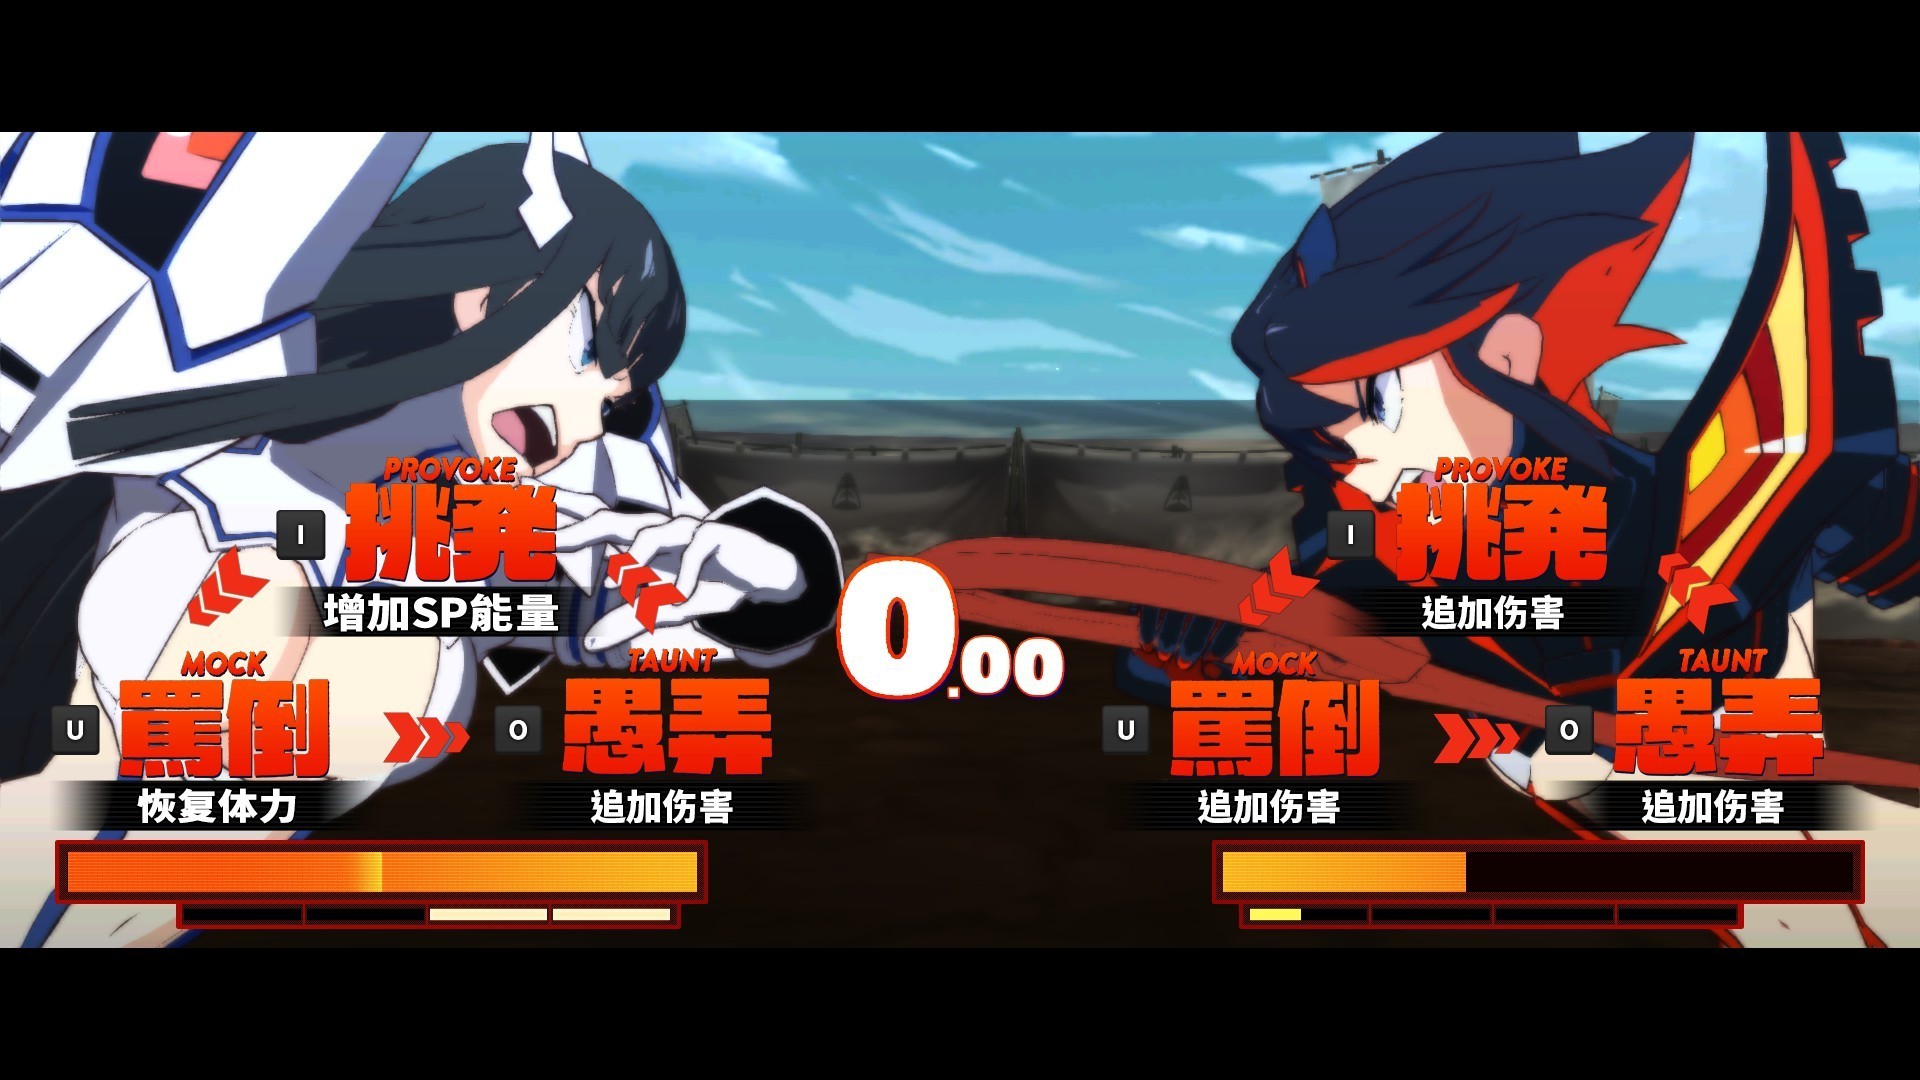 PROVOKE
I
挑発
增加SP能量
MOCK
U
罵倒
恢复体力
TAUNT
O
愚弄
追加伤害
0.00
PROVOKE
I
挑発
追加伤害
MOCK
U
罵倒
追加伤害
TAUNT
O
愚弄
追加伤害